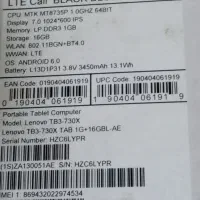 LTE Call BLACK
CPU: MTK MT8735P 1.0GHZ 64BIT
Display: 7.0 1024*600 IPS
Memory: LP-DDR3 1GB
Storage: 16GB
WLAN: 802.11BGN+BT4.0
WWAN: LTE
OS: ANDROID 6.0
Battery: L13D1P31 3.8V 3450mAh 13.1Wh
EAN Code: 0190404061919
UPC Code: 190404061919
0 190404 061919
1 90404 06191 9
Portable Tablet Computer
Model: Lenovo TB3-730X
Lenovo TB3-730X TAB 1G+16GBL-AE
Serial Number: HZC6LYPR
(1S)ZA130051AE
S/N: HZC6LYPR
IMEI 1: 869432022974534